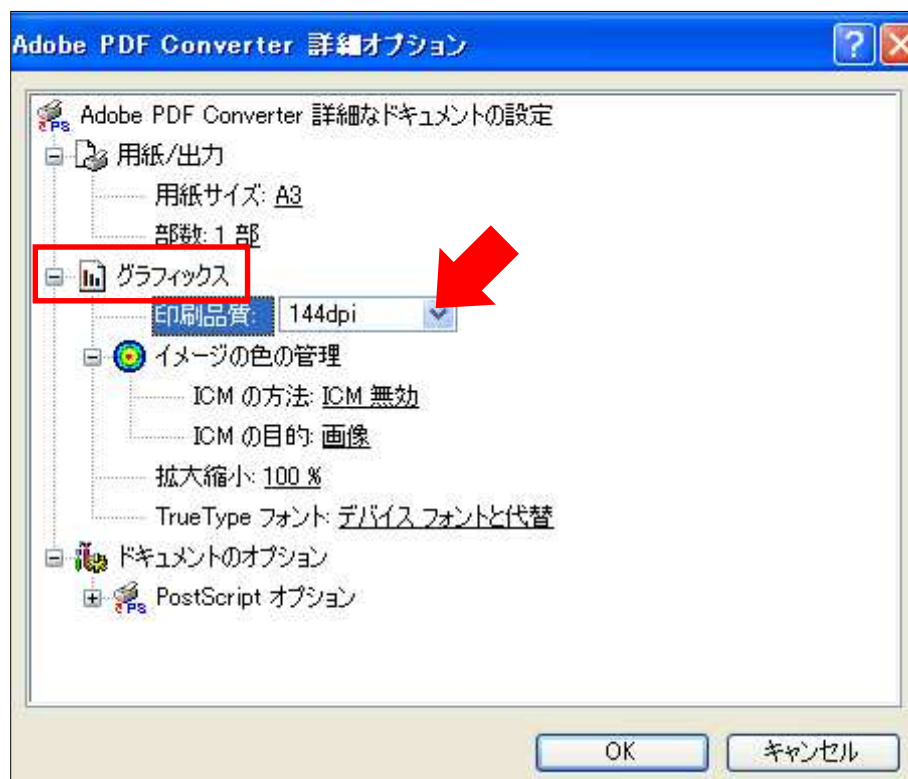 Adobe PDF Converter 詳細オプション
Adobe PDF Converter 詳細なドキュメントの設定
用紙/出力
用紙サイズ: A3
部数: 1 部
グラフィックス
印刷品質: 144dpi
イメージの色の管理
ICM の方法: ICM 無効
ICM の目的: 画像
拡大縮小: 100 %
TrueType フォント: デバイス フォントと代替
ドキュメントのオプション
PostScript オプション
OK キャンセル